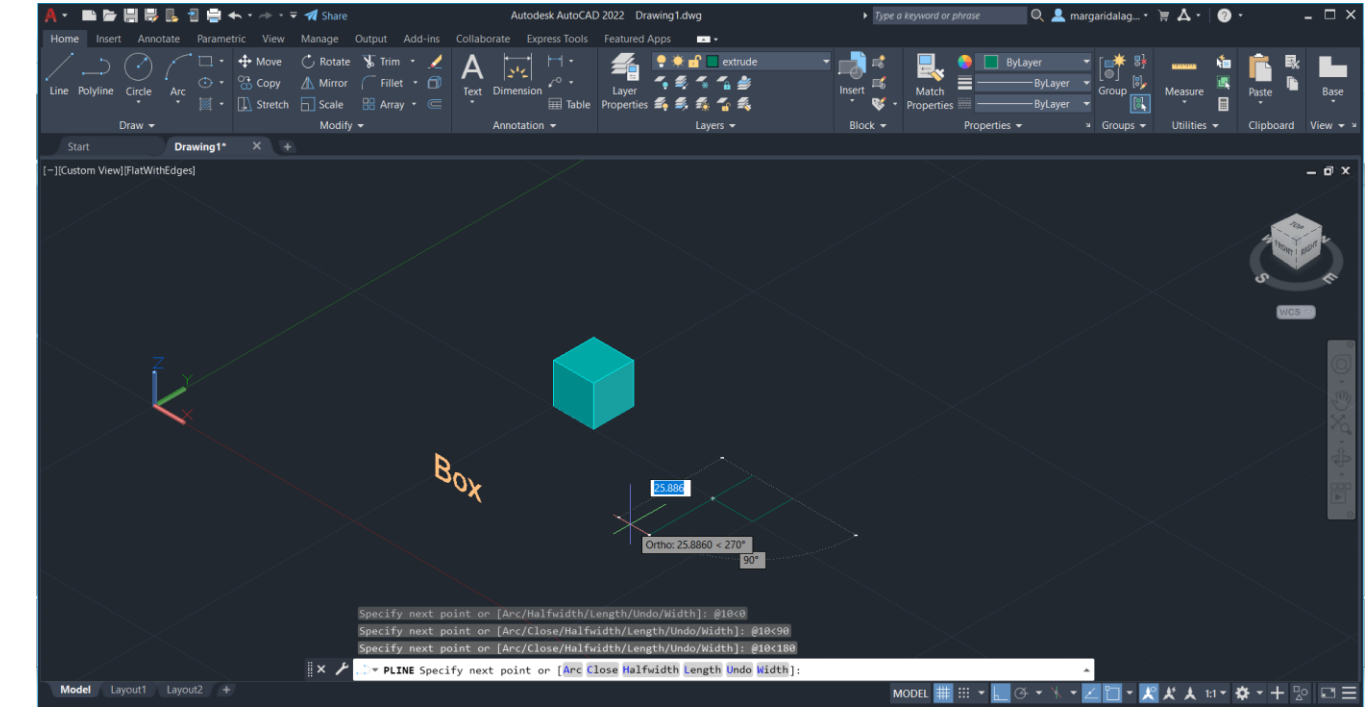 Share Autodesk AutoCAD 2022 Drawing1.dwg Type a keyword or phrase margaridalag...
Home Insert Annotate Parametric View Manage Output Add-ins Collaborate Express Tools Featured Apps
Line Polyline Circle Arc
Move Rotate Trim
Copy Mirror Fillet
Stretch Scale Array
Text Dimension Table
Layer Properties
extrude
Insert
Match Properties
ByLayer
ByLayer
ByLayer
Group
Measure
Paste
Base
Draw Modify Annotation Layers Block Properties Groups Utilities Clipboard View
Start Drawing1*
[−][Custom View][FlatWithEdges]
TOP
FRONT RIGHT
S E
WCS
Z
Y
X
Box
25.886
Ortho: 25.8860 < 270°
90°
Specify next point or [Arc/Halfwidth/Length/Undo/Width]: @10<0
Specify next point or [Arc/Close/Halfwidth/Length/Undo/Width]: @10<90
Specify next point or [Arc/Close/Halfwidth/Length/Undo/Width]: @10<180
PLINE Specify next point or [Arc Close Halfwidth Length Undo Width]:
Model Layout1 Layout2 + MODEL 1:1